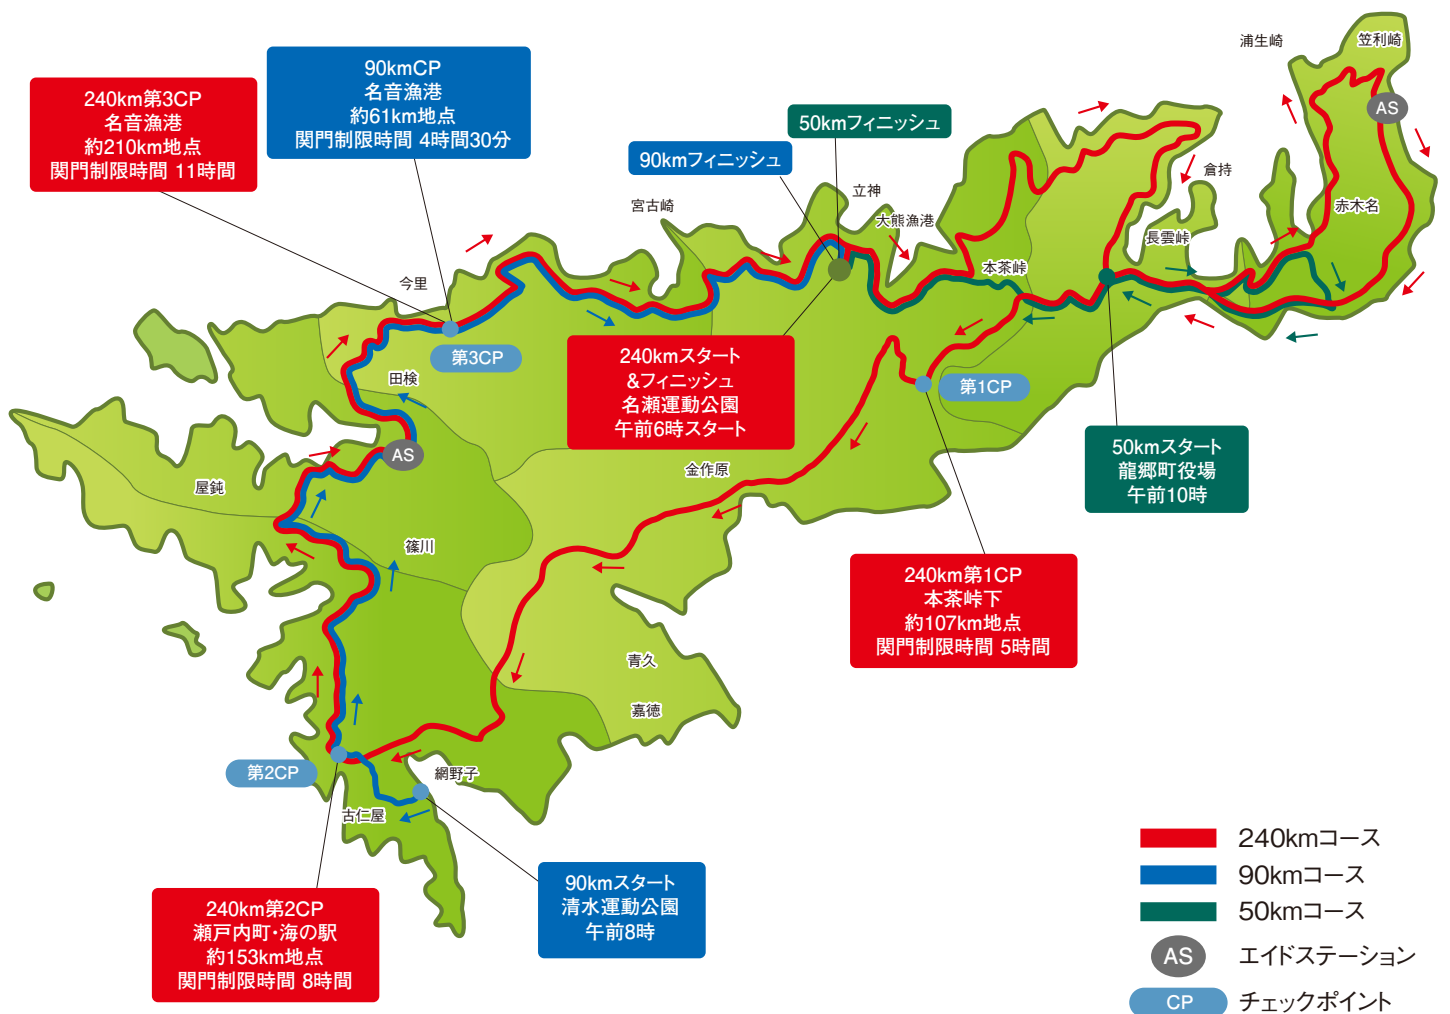 浦生崎
笠利崎
AS
倉持
赤木名
長雲峠
240km第3CP
名音漁港
約210km地点
関門制限時間 11時間
90kmCP
名音漁港
約61km地点
関門制限時間 4時間30分
50kmフィニッシュ
90kmフィニッシュ
立神
大熊漁港
宮古崎
本茶峠
今里
第3CP
田検
240kmスタート
&フィニッシュ
名瀬運動公園
午前6時スタート
第1CP
50kmスタート
龍郷町役場
午前10時
AS
屋鈍
金作原
篠川
240km第1CP
本茶峠下
約107km地点
関門制限時間 5時間
青久
嘉徳
第2CP
網野子
古仁屋
240km第2CP
瀬戸内町・海の駅
約153km地点
関門制限時間 8時間
90kmスタート
清水運動公園
午前8時
240kmコース
90kmコース
50kmコース
AS エイドステーション
CP チェックポイント